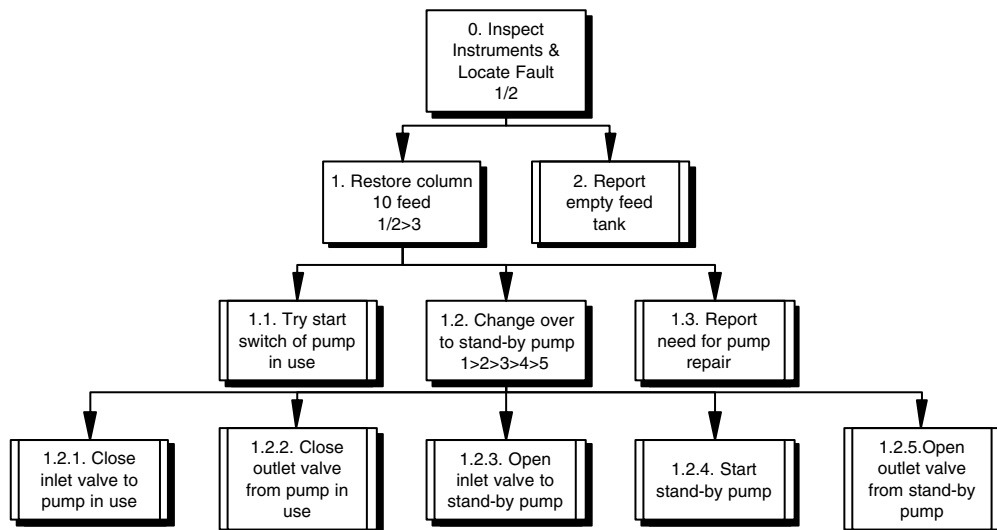 0. Inspect
Instruments &
Locate Fault
1/2
1. Restore column
10 feed
1/2>3
2. Report
empty feed
tank
1.1. Try start
switch of pump
in use
1.2. Change over
to stand-by pump
1>2>3>4>5
1.3. Report
need for pump
repair
1.2.1. Close
inlet valve to
pump in use
1.2.2. Close
outlet valve
from pump in
use
1.2.3. Open
inlet valve to
stand-by pump
1.2.4. Start
stand-by pump
1.2.5.Open
outlet valve
from stand-by
pump